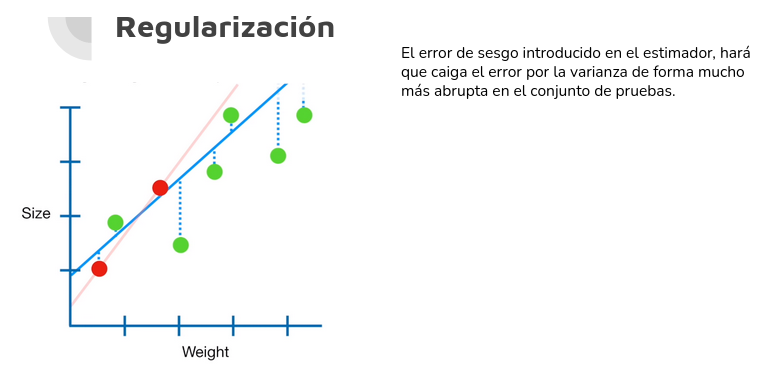 Regularización
El error de sesgo introducido en el estimador, hará
que caiga el error por la varianza de forma mucho
más abrupta en el conjunto de pruebas.
Size
Weight